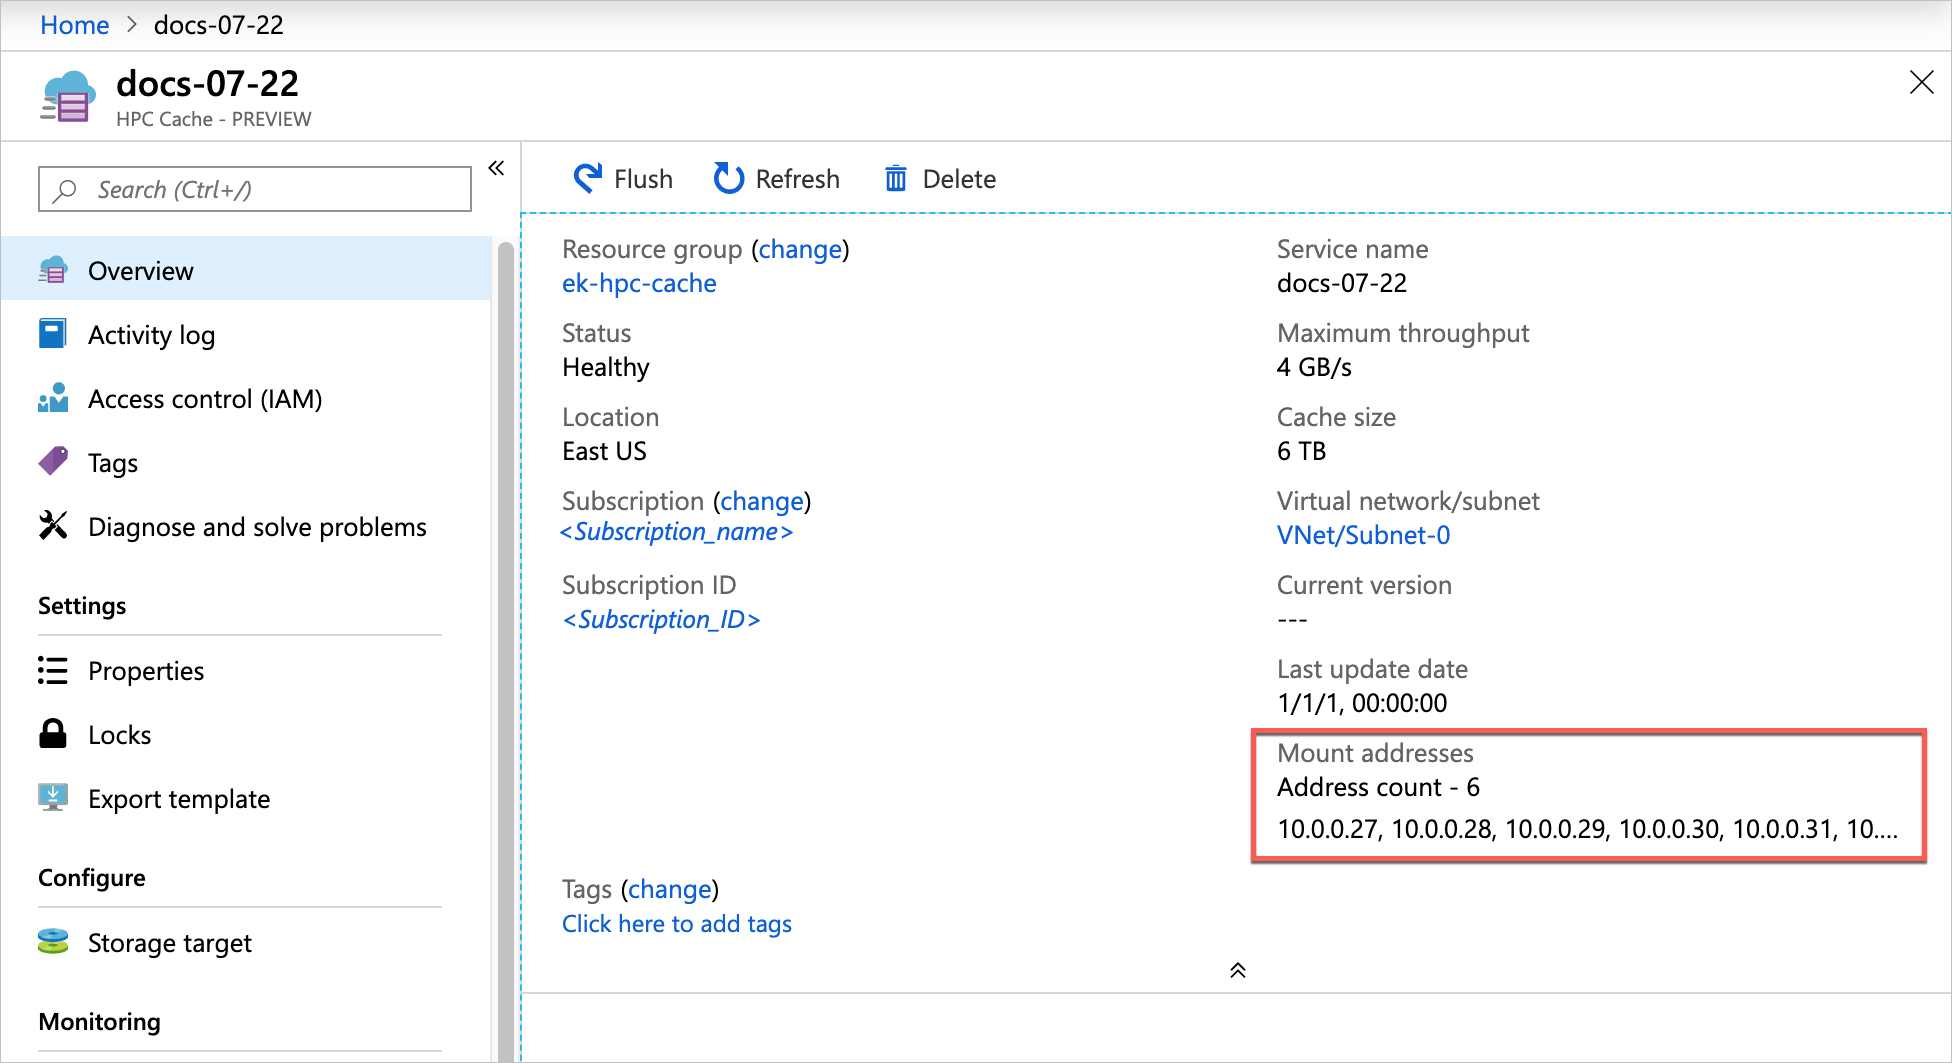 Home > docs-07-22
docs-07-22
HPC Cache - PREVIEW
Search (Ctrl+/)
Overview
Activity log
Access control (IAM)
Tags
Diagnose and solve problems
Settings
Properties
Locks
Export template
Configure
Storage target
Monitoring
Flush Refresh Delete
Resource group (change)
ek-hpc-cache
Status
Healthy
Location
East US
Subscription (change)
<Subscription_name>
Subscription ID
<Subscription_ID>
Service name
docs-07-22
Maximum throughput
4 GB/s
Cache size
6 TB
Virtual network/subnet
VNet/Subnet-0
Current version
---
Last update date
1/1/1, 00:00:00
Mount addresses
Address count - 6
10.0.0.27, 10.0.0.28, 10.0.0.29, 10.0.0.30, 10.0.0.31, 10....
Tags (change)
Click here to add tags